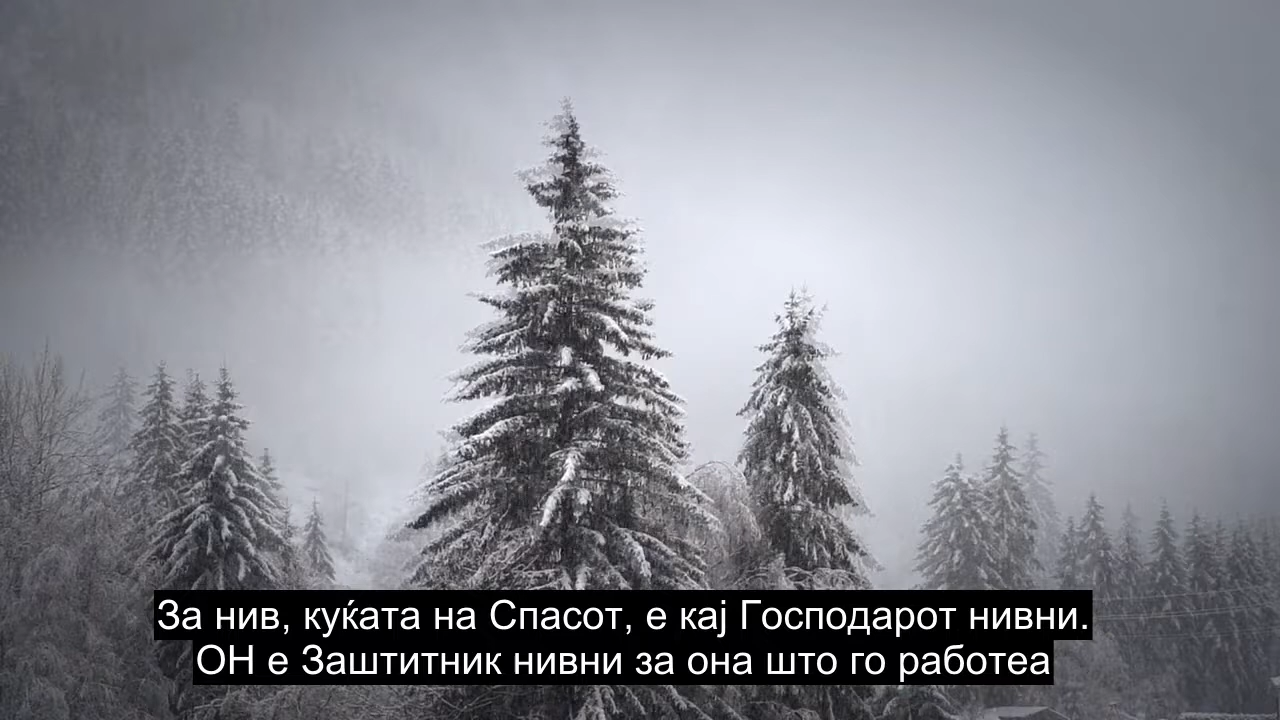 За нив, куќата на Спасот, е кај Господарот нивни.
ОН е Заштитник нивни за она што го работеа